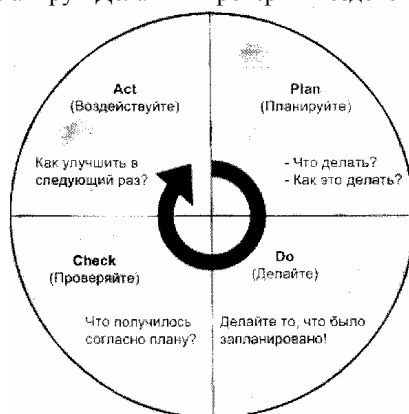 Act
(Воздействуйте)
Как улучшить в
следующий раз?
Plan
(Планируйте)
- Что делать?
- Как это делать?
Check
(Проверяйте)
Что получилось
согласно плану?
Do
(Делайте)
Делайте то, что было
запланировано!